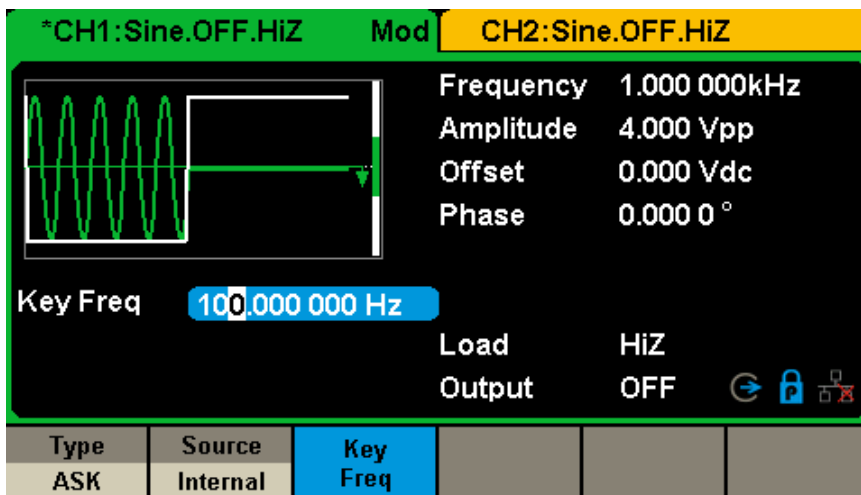 *CH1:Sine.OFF.HiZ Mod CH2:Sine.OFF.HiZ
Frequency 1.000 000kHz
Amplitude 4.000 Vpp
Offset 0.000 Vdc
Phase 0.000 0 °
Key Freq 100.000 000 Hz
Load HiZ
Output OFF
P
Type Source Key Freq
ASK Internal